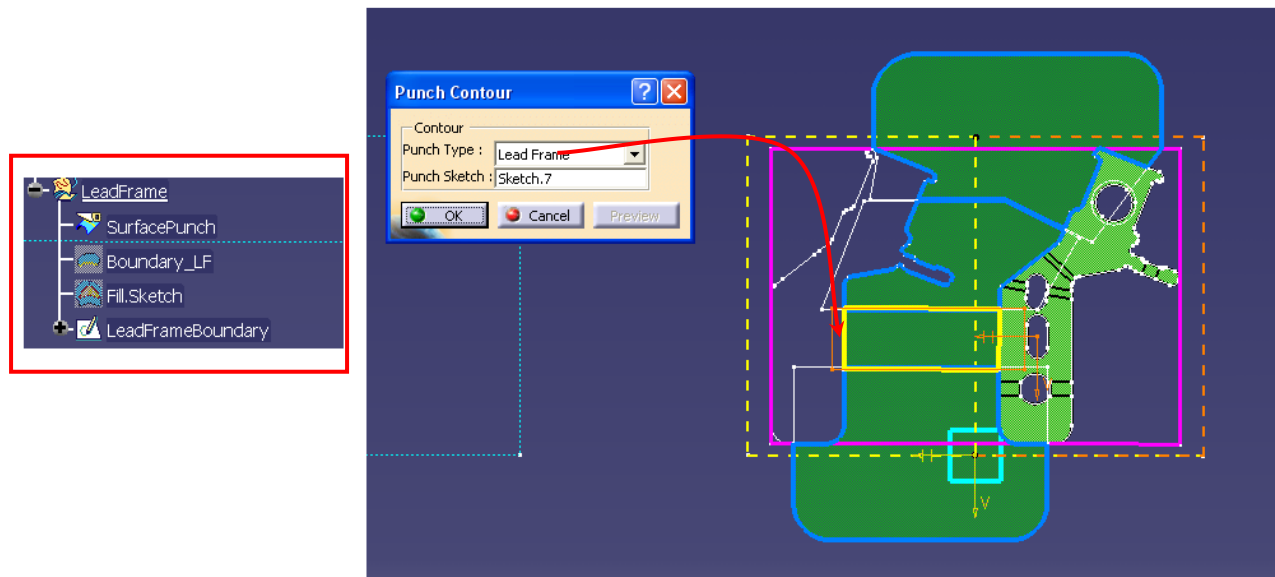 LeadFrame
SurfacePunch
Boundary_LF
Fill.Sketch
LeadFrameBoundary
Punch Contour
Contour
Punch Type :
Lead Frame
Punch Sketch :
Sketch.7
OK
Cancel
Preview
H
H
V